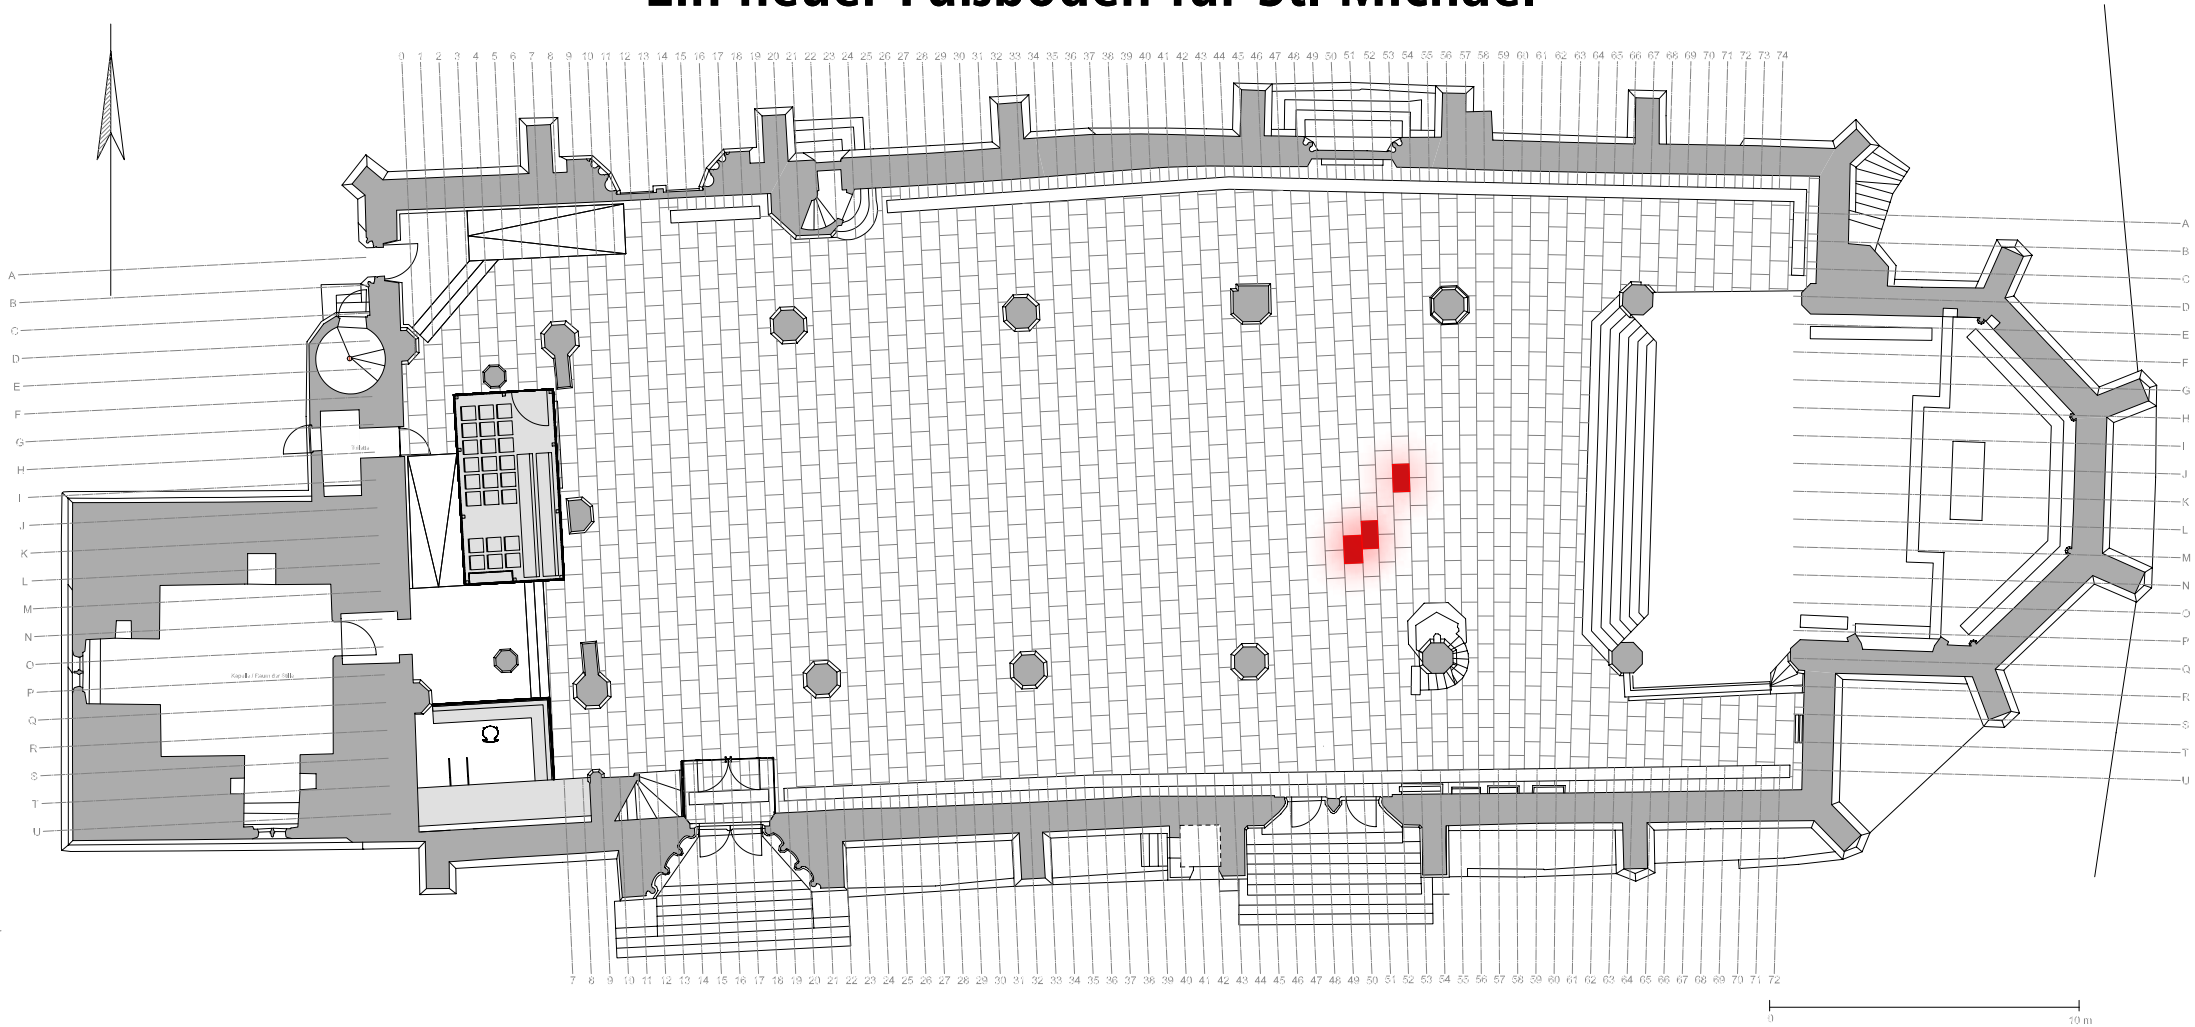 Ein neuer Fußboden für St. Michael
0 1 2 3 4 5 6 7 8 9 10 11 12 13 14 15 16 17 18 19 20 21 22 23 24 25 26 27 28 29 30 31 32 33 34 35 36 37 38 39 40 41 42 43 44 45 46 47 48 49 50 51 52 53 54 55 56 57 58 59 60 61 62 63 64 65 66 67 68 69 70 71 72 73 74
A
B
C
D
E
F
G
H
I
J
K
L
M
N
O
P
Q
R
S
T
U
Kapelle / Raum der Stille
A
B
C
D
E
F
G
H
I
J
K
L
M
N
O
P
Q
R
S
T
U
7 8 9 10 11 12 13 14 15 16 17 18 19 20 21 22 23 24 25 26 27 28 29 30 31 32 33 34 35 36 37 38 39 40 41 42 43 44 45 46 47 48 49 50 51 52 53 54 55 56 57 58 59 60 61 62 63 64 65 66 67 68 69 70 71 72
0 10 m